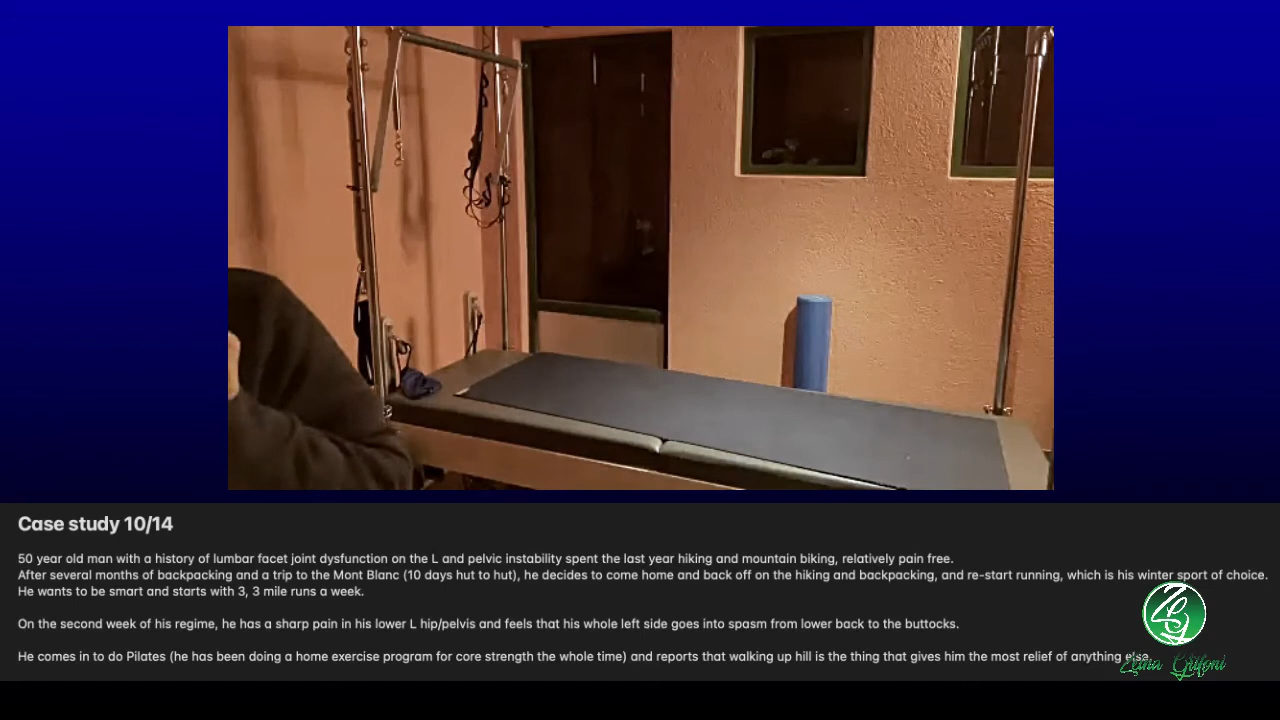 Case study 10/14
50 year old man with a history of lumbar facet joint dysfunction on the L and pelvic instability spent the last year hiking and mountain biking, relatively pain free.
After several months of backpacking and a trip to the Mont Blanc (10 days hut to hut), he decides to come home and back off on the hiking and backpacking, and re-start running, which is his winter sport of choice.
He wants to be smart and starts with 3, 3 mile runs a week.
On the second week of his regime, he has a sharp pain in his lower L hip/pelvis and feels that his whole left side goes into spasm from lower back to the buttocks.
He comes in to do Pilates (he has been doing a home exercise program for core strength the whole time) and reports that walking up hill is the thing that gives him the most relief of anything else.